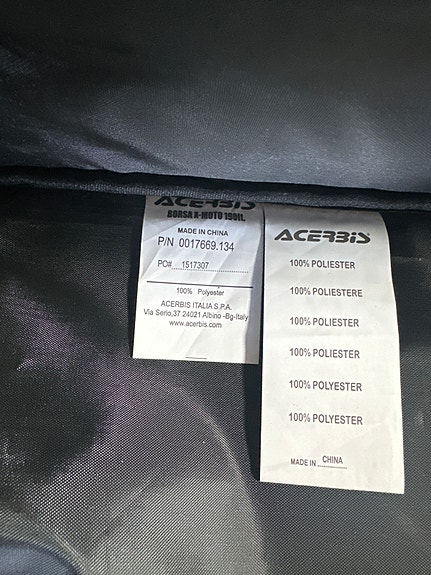 ACERBIS
BORSA X-MOTO 190lt.
MADE IN CHINA
P/N 0017669.134
PC# 1517307
100% Polyester
ACERBIS ITALIA S.P.A.
Via Serio,37 24021 Albino -Bg-Italy
www.acerbis.com
ACERBIS
100% POLIESTER
100% POLIESTERE
100% POLYESTER
100% POLIESTER
100% POLYESTER
100% POLYESTER
MADE IN CHINA